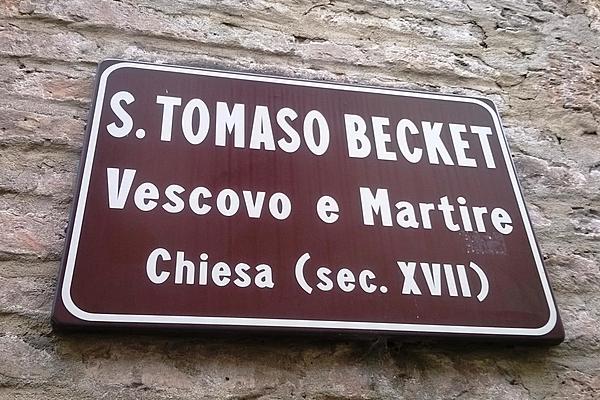 S. TOMASO BECKET
Vescovo e Martire
Chiesa (sec. XVII)